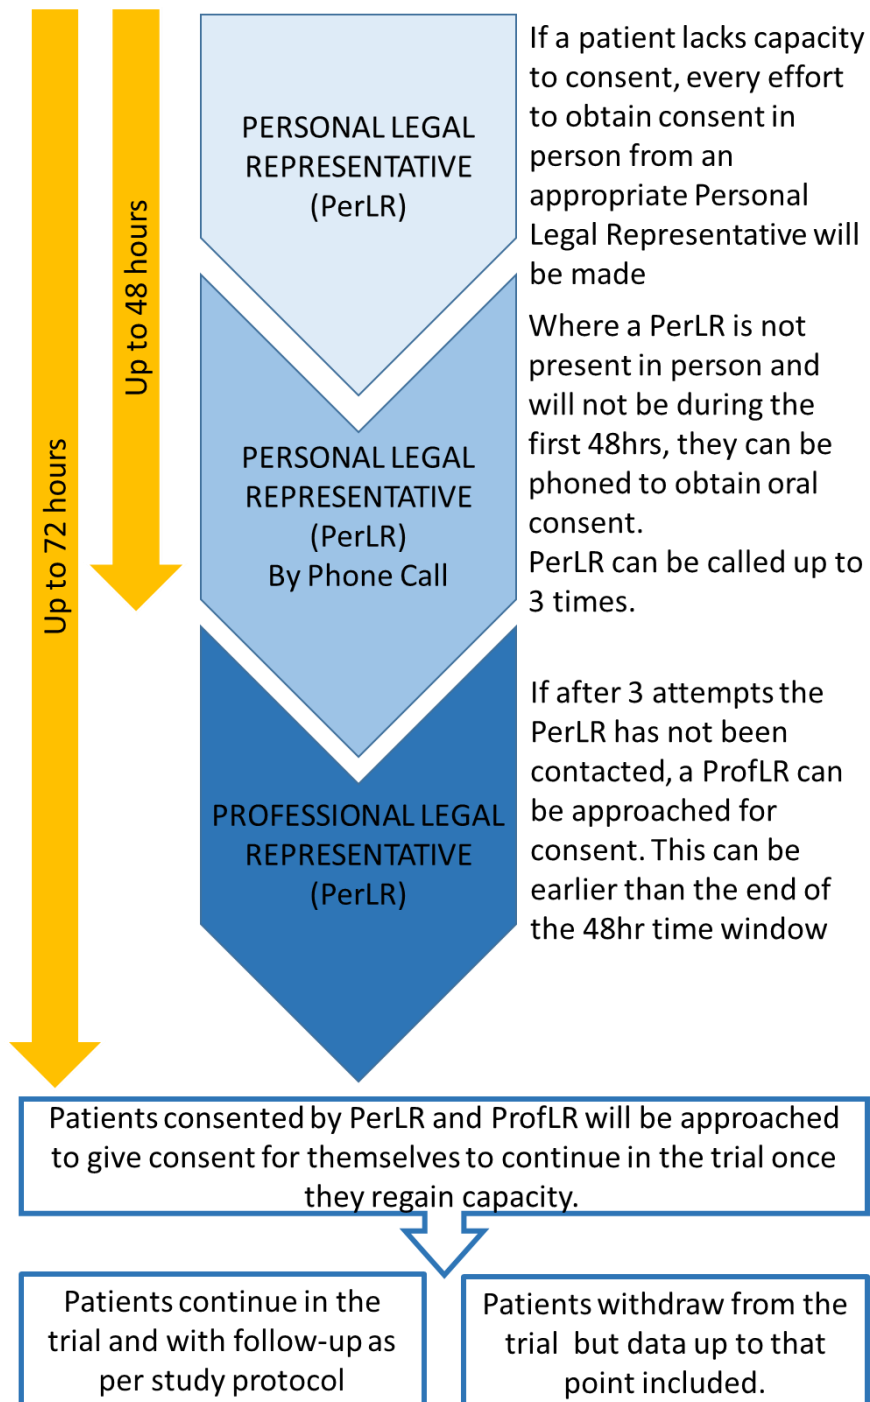 Up to 72 hours
Up to 48 hours
PERSONAL LEGAL
REPRESENTATIVE
(PerLR)
If a patient lacks capacity
to consent, every effort
to obtain consent in
person from an
appropriate Personal
Legal Representative will
be made
PERSONAL LEGAL
REPRESENTATIVE
(PerLR)
By Phone Call
Where a PerLR is not
present in person and
will not be during the
first 48hrs, they can be
phoned to obtain oral
consent.
PerLR can be called up to
3 times.
PROFESSIONAL LEGAL
REPRESENTATIVE
(PerLR)
If after 3 attempts the
PerLR has not been
contacted, a ProfLR can
be approached for
consent. This can be
earlier than the end of
the 48hr time window
Patients consented by PerLR and ProfLR will be approached
to give consent for themselves to continue in the trial once
they regain capacity.
Patients continue in the
trial and with follow-up as
per study protocol
Patients withdraw from the
trial but data up to that
point included.